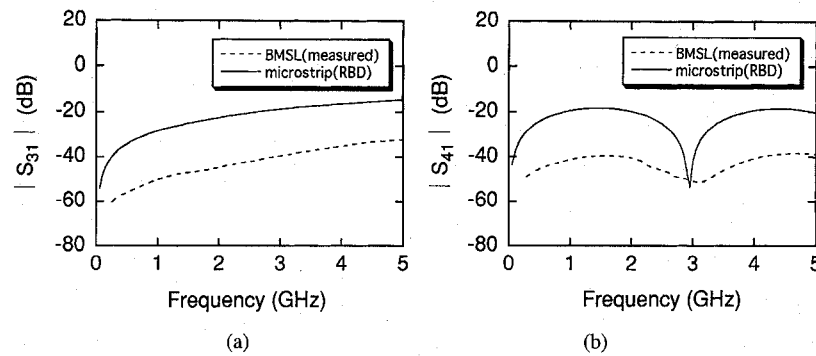 20
0
-20
-40
-60
-80
| S31 | (dB)
BMSL(measured)
microstrip(RBD)
0 1 2 3 4 5
Frequency (GHz)
(a)
20
0
-20
-40
-60
-80
| S41 | (dB)
BMSL(measured)
microstrip(RBD)
0 1 2 3 4 5
Frequency (GHz)
(b)